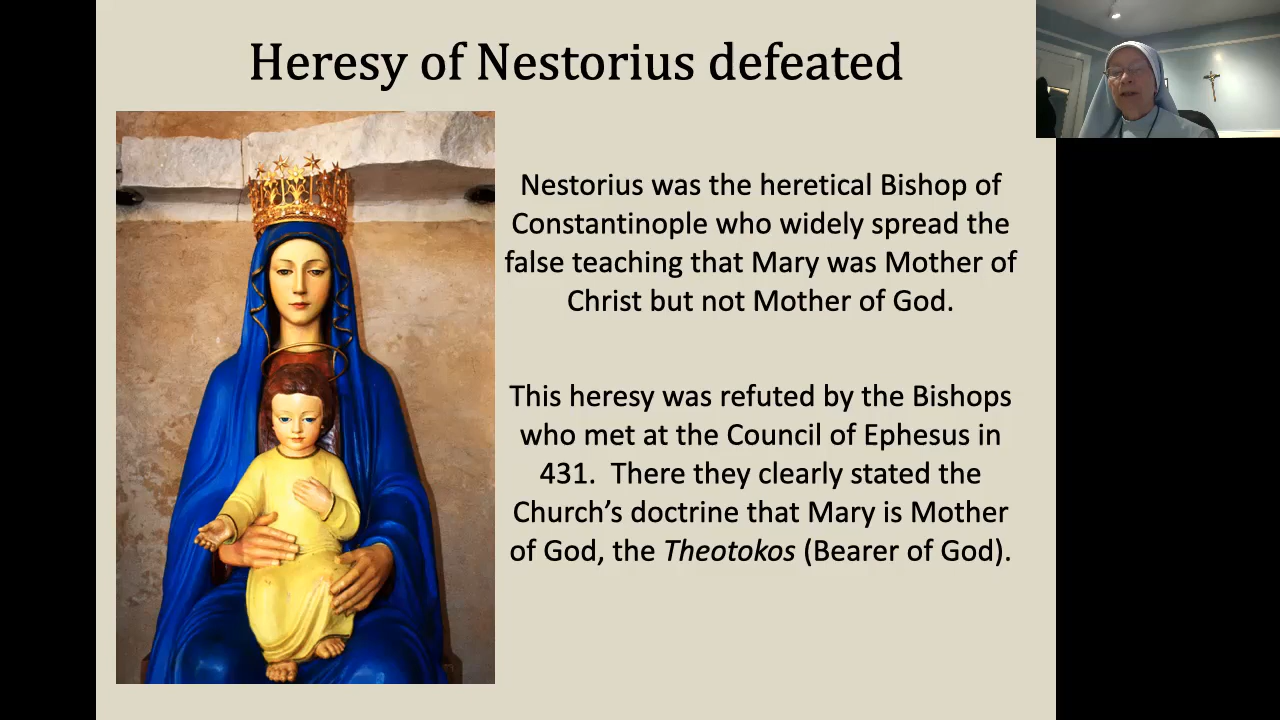 Heresy of Nestorius defeated
Nestorius was the heretical Bishop of
Constantinople who widely spread the
false teaching that Mary was Mother of
Christ but not Mother of God.
This heresy was refuted by the Bishops
who met at the Council of Ephesus in
431.  There they clearly stated the
Church’s doctrine that Mary is Mother
of God, the Theotokos (Bearer of God).